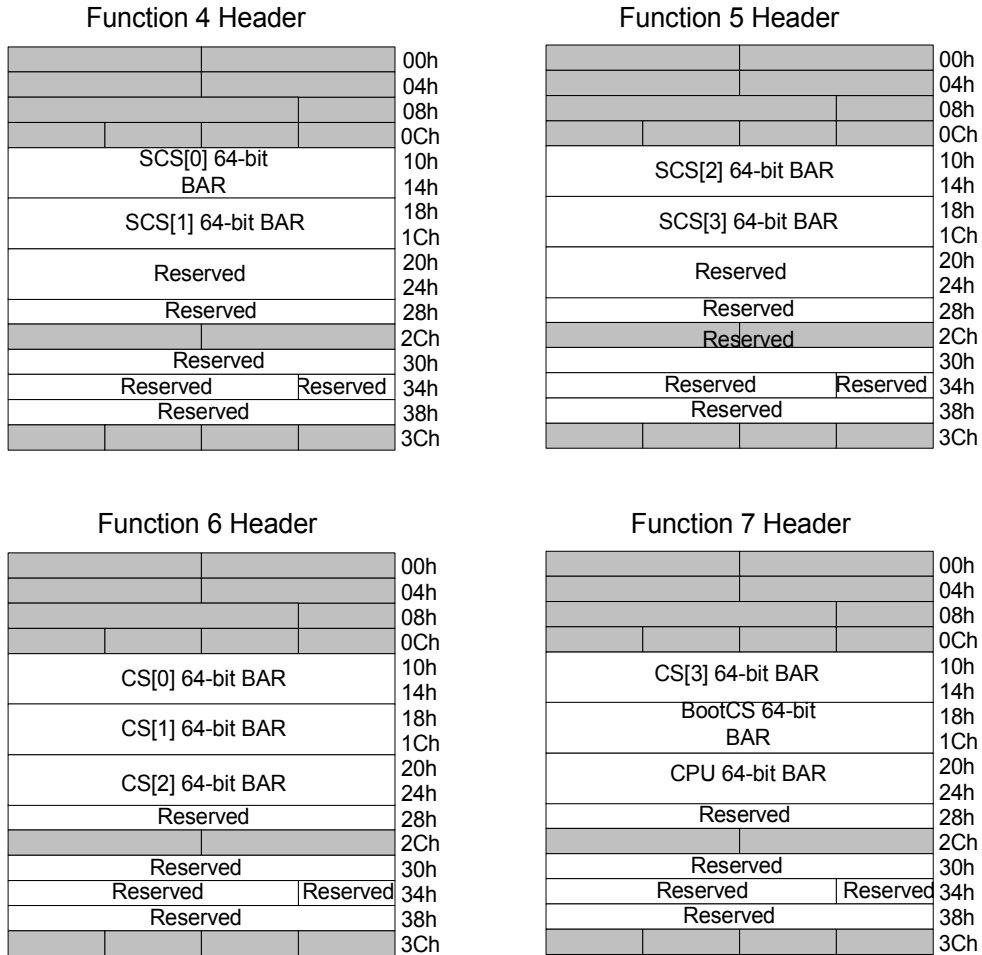 Function 4 Header
00h
04h
08h
0Ch
SCS[0] 64-bit
BAR
10h
14h
SCS[1] 64-bit BAR
18h
1Ch
Reserved
20h
24h
Reserved
28h
2Ch
Reserved
30h
Reserved
Reserved
34h
Reserved
38h
3Ch
Function 5 Header
00h
04h
08h
0Ch
SCS[2] 64-bit BAR
10h
14h
SCS[3] 64-bit BAR
18h
1Ch
Reserved
20h
24h
Reserved
28h
Reserved
2Ch
30h
Reserved
Reserved
34h
Reserved
38h
3Ch
Function 6 Header
00h
04h
08h
0Ch
CS[0] 64-bit BAR
10h
14h
CS[1] 64-bit BAR
18h
1Ch
CS[2] 64-bit BAR
20h
24h
Reserved
28h
2Ch
Reserved
30h
Reserved
Reserved
34h
Reserved
38h
3Ch
Function 7 Header
00h
04h
08h
0Ch
CS[3] 64-bit BAR
10h
14h
BootCS 64-bit
BAR
18h
1Ch
CPU 64-bit BAR
20h
24h
Reserved
28h
2Ch
Reserved
30h
Reserved
Reserved
34h
Reserved
38h
3Ch